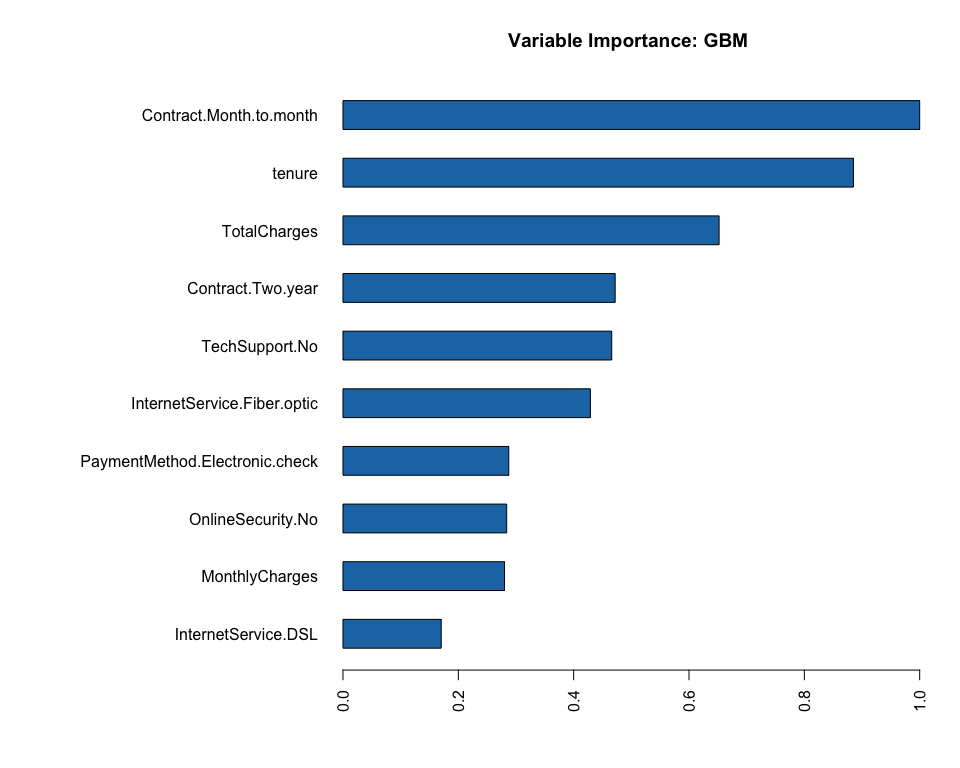 Variable Importance: GBM
Contract.Month.to.month
tenure
TotalCharges
Contract.Two.year
TechSupport.No
InternetService.Fiber.optic
PaymentMethod.Electronic.check
OnlineSecurity.No
MonthlyCharges
InternetService.DSL
0.0 0.2 0.4 0.6 0.8 1.0